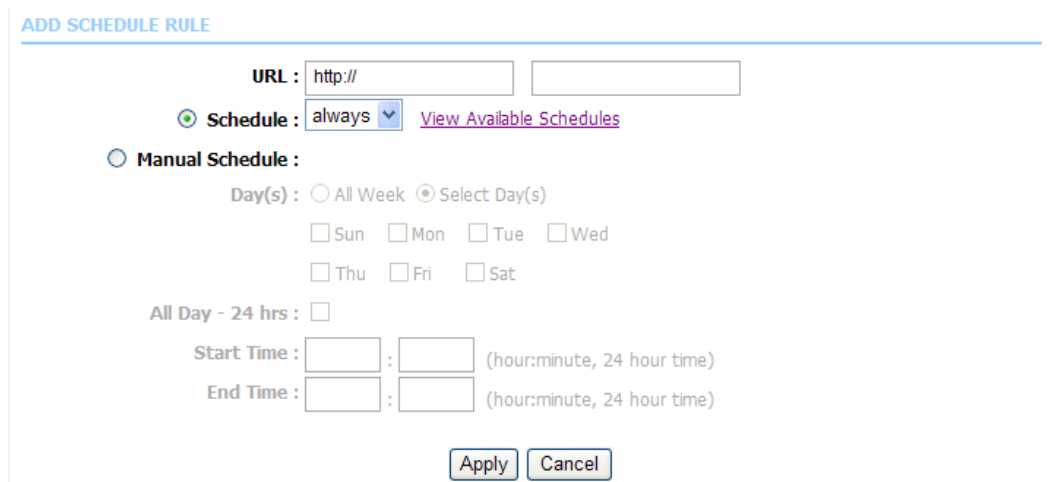 ADD SCHEDULE RULE
URL : http://
Schedule : always View Available Schedules
Manual Schedule :
Day(s) : All Week Select Day(s)
Sun Mon Tue Wed
Thu Fri Sat
All Day - 24 hrs :
Start Time : : (hour:minute, 24 hour time)
End Time : : (hour:minute, 24 hour time)
Apply Cancel